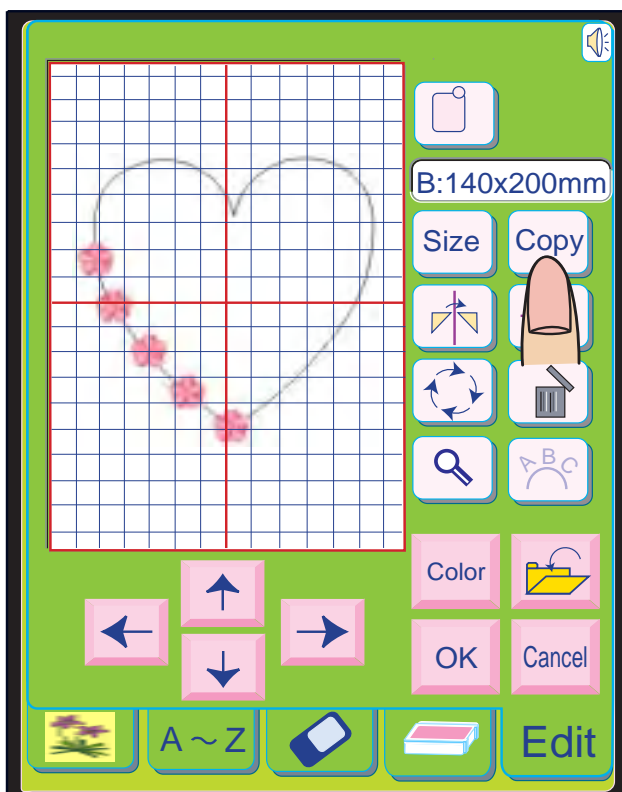 B:140x200mm
Size
Copy
A B C
Color
OK
Cancel
A ~ Z
Edit